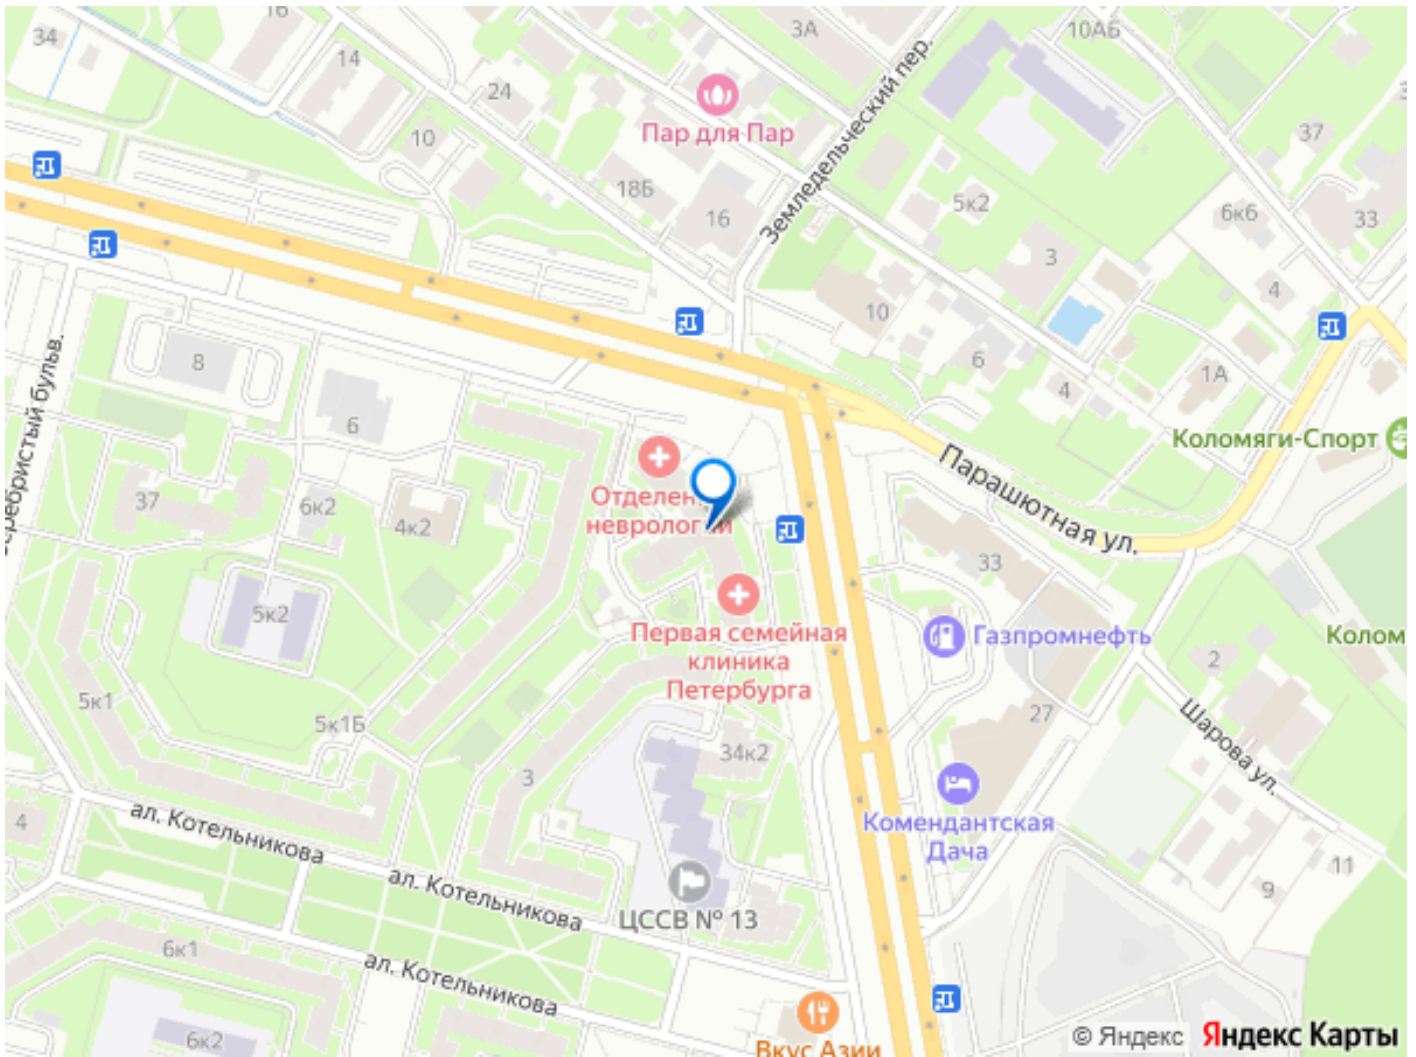 34
16
14
24
10
Пар для Пар
18Б
16
3А
10АБ
Земледельческий пер.
37
5к2
6к6
33
3
4
10
6
4
1А
Коломяги-Спорт
8
6
37
6к2
4к2
5к2
5к1
5к1Б
3
4
Отделен
неврологии
Первая семейная
клиника
Петербурга
34к2
Парашютная ул.
33
Газпромнефть
Колом
2
27
Шарова ул.
Комендантская
Дача
11
9
ал. Котельникова
ал. Котельникова
ал. Котельникова
ЦССВ № 13
6к1
6к2
Вкус Азии
© Яндекс Яндекс Карты